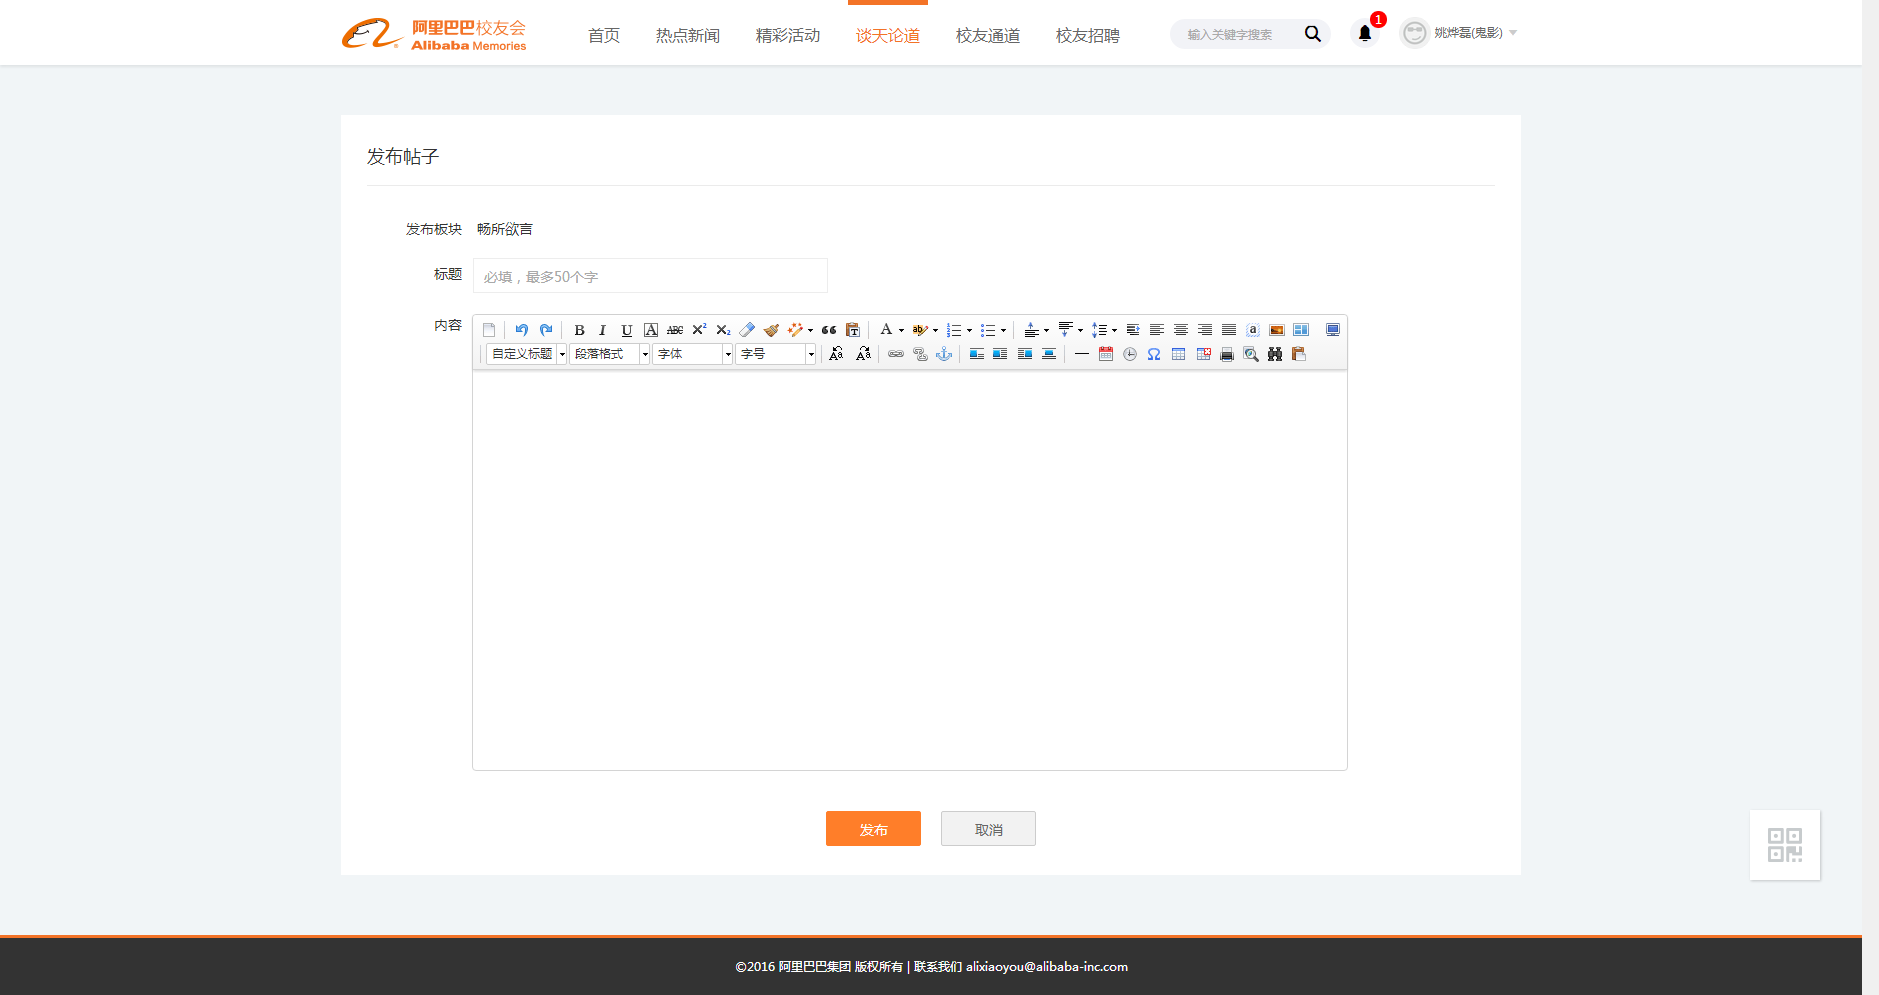 阿里巴巴校友会
Alibaba Memories
首页 热点新闻 精彩活动 谈天论道 校友通道 校友招聘
输入关键字搜索
1
姚烨磊(鬼影)
发布帖子
发布板块 畅所欲言
标题 必填，最多50个字
内容
自定义标题 段落格式 字体 字号
发布 取消
©2016 阿里巴巴集团 版权所有 | 联系我们 alixiaoyou@alibaba-inc.com